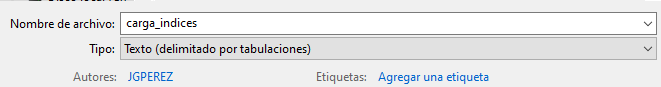 Nombre de archivo: carga_indices
Tipo: Texto (delimitado por tabulaciones)
Autores: JGPEREZ Etiquetas: Agregar una etiqueta